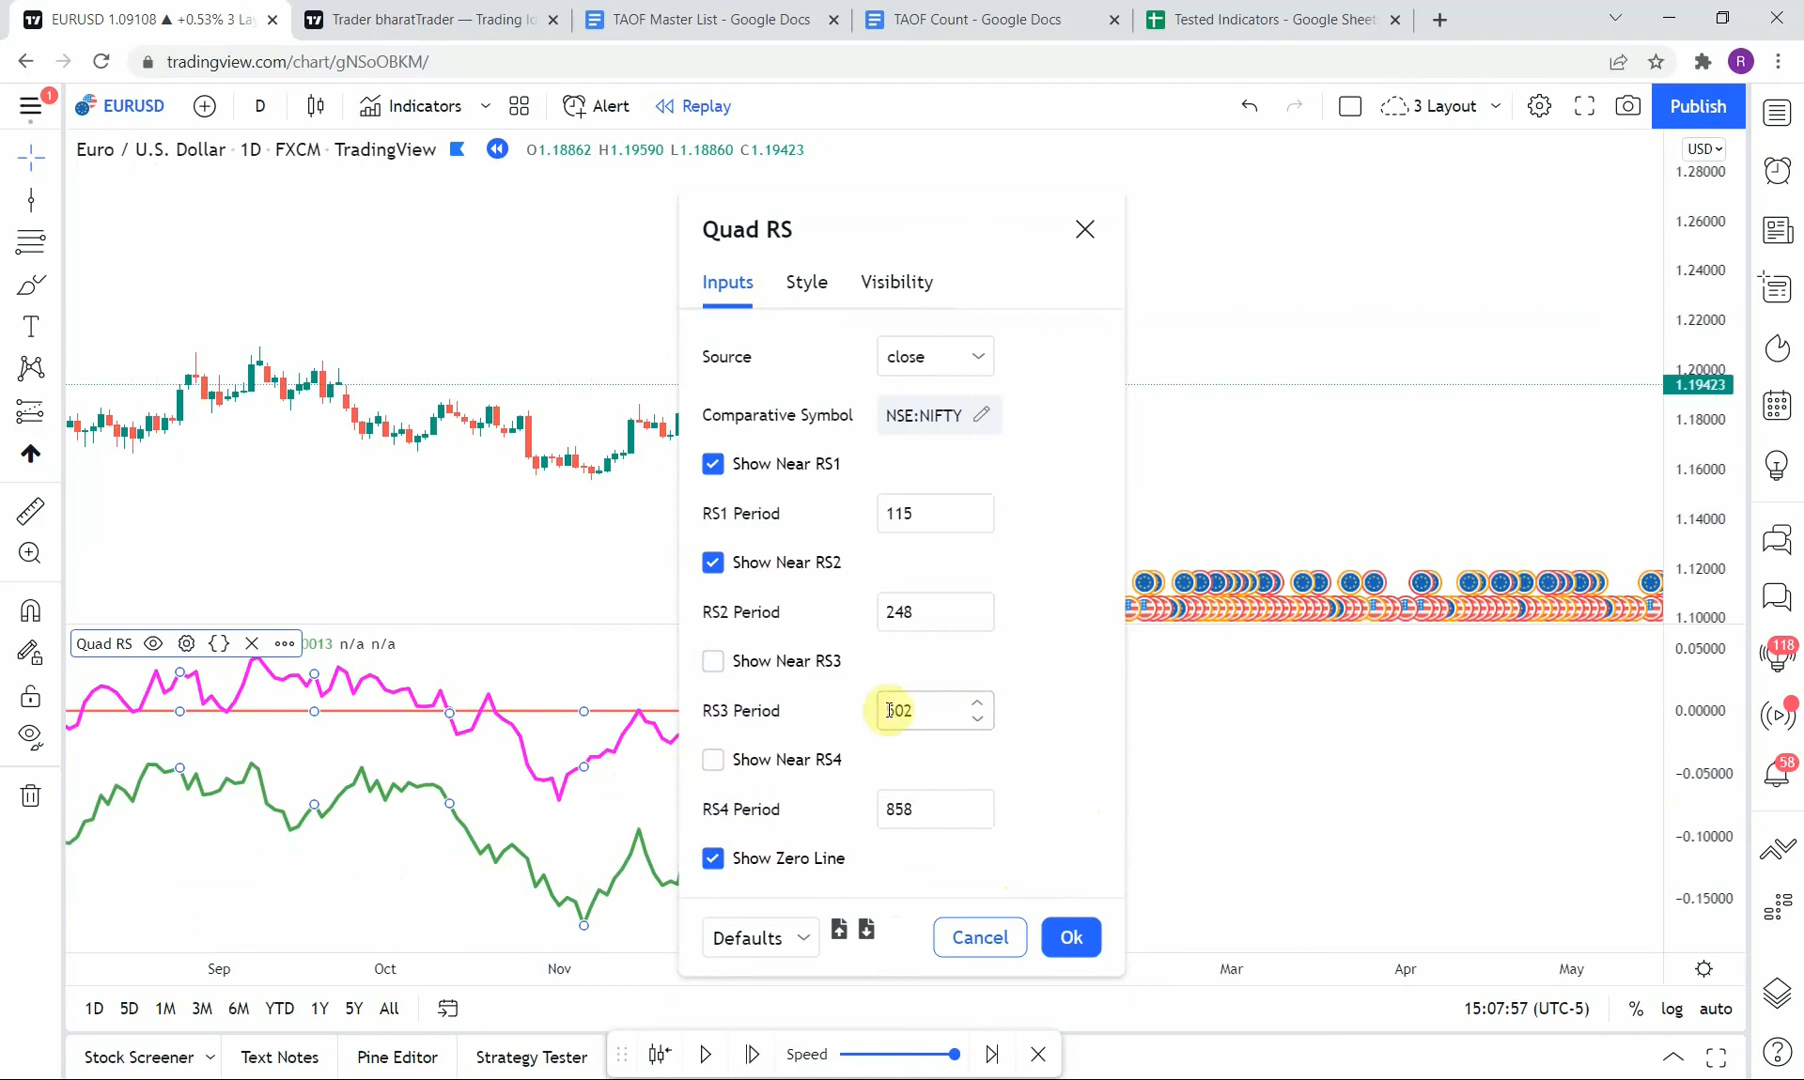 EURUSD 1.09108 ▲ +0.53% 3 La
Trader bharatTrader — Trading Id
TAOF Master List - Google Docs
TAOF Count - Google Docs
Tested Indicators - Google Sheet
tradingview.com/chart/gNSoOBKM/
R
1
EURUSD
D
Indicators
Alert
Replay
3 Layout
Publish
Euro / U.S. Dollar · 1D · FXCM · TradingView
O1.18862 H1.19590 L1.18860 C1.19423
USD
1.28000
1.26000
1.24000
1.22000
1.20000
1.19423
1.18000
1.16000
1.14000
1.12000
1.10000
Quad RS
Inputs
Style
Visibility
Source
close
Comparative Symbol
NSE:NIFTY
Show Near RS1
RS1 Period
115
Show Near RS2
RS2 Period
248
Show Near RS3
RS3 Period
Show Near RS4
RS4 Period
858
Show Zero Line
Defaults
Cancel
Ok
Quad RS
0013 n/a n/a
0.05000
0.00000
-0.05000
-0.10000
-0.15000
118
58
Sep
Oct
Nov
Mar
Apr
May
1D
5D
1M
3M
6M
YTD
1Y
5Y
All
15:07:57 (UTC-5)
%
log
auto
Stock Screener
Text Notes
Pine Editor
Strategy Tester
Speed